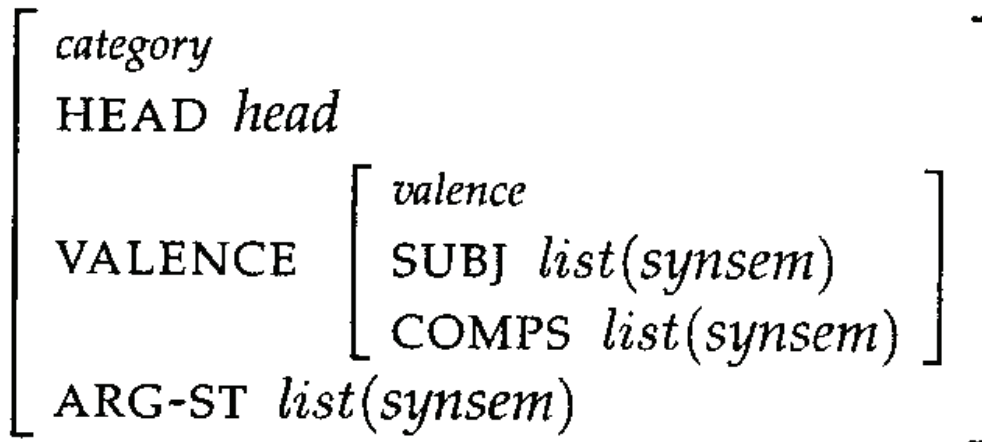 category
HEAD head
valence
VALENCE SUBJ list(synsem)
COMPS list(synsem)
ARG-ST list(synsem)